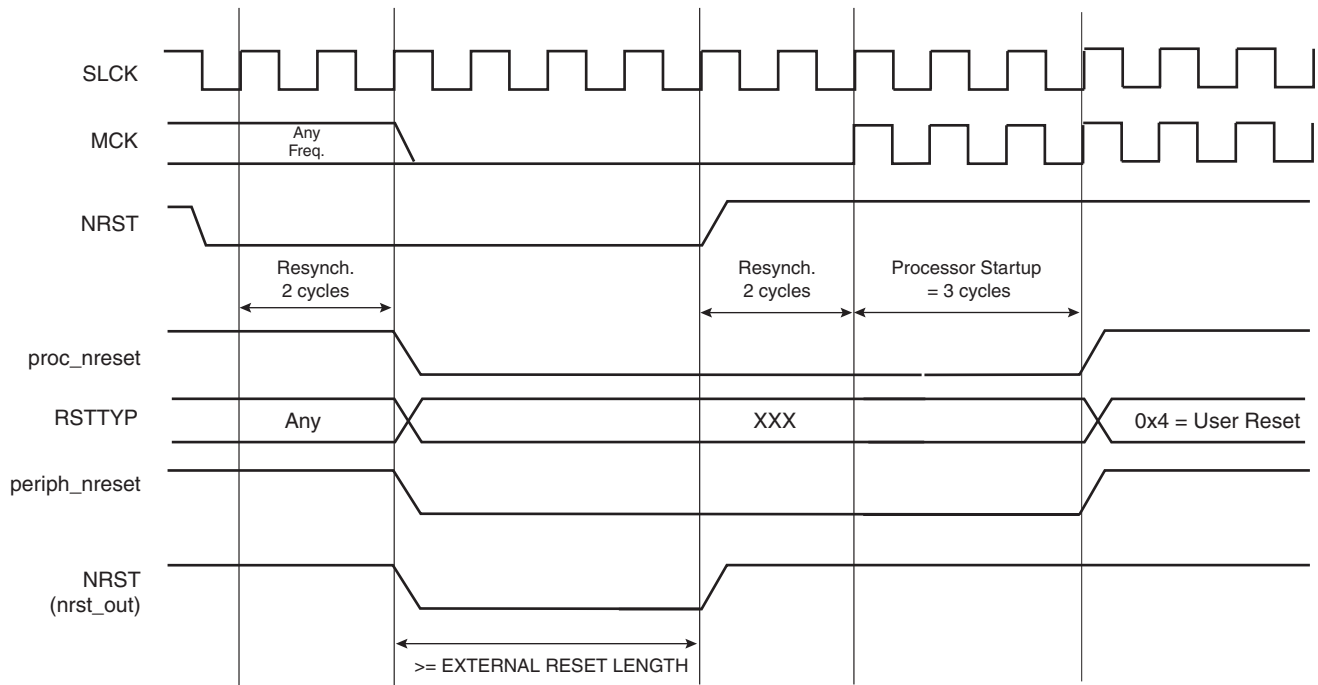 SLCK
MCK
Any
Freq.
NRST
Resynch.
2 cycles
Resynch.
2 cycles
Processor Startup
= 3 cycles
proc_nreset
RSTTYP
Any
XXX
0x4 = User Reset
periph_nreset
NRST
(nrst_out)
>= EXTERNAL RESET LENGTH